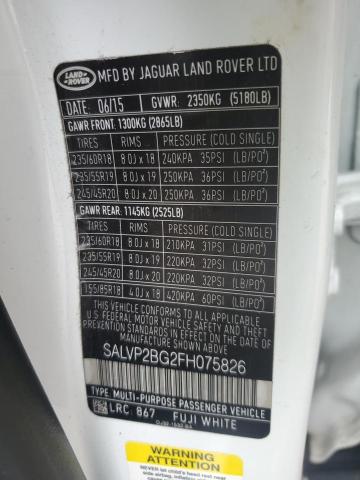 LAND-ROVER
MFD BY JAGUAR LAND ROVER LTD
DATE: 06/15 GVWR: 2350KG (5180LB)
GAWR FRONT: 1300KG (2865LB)
TIRES RIMS PRESSURE (COLD SINGLE)
235/60R18 8.0J x 18 240KPA 35PSI (LB/PO²)
235/55R19 8.0J x 19 250KPA 36PSI (LB/PO²)
245/45R20 8.0J x 20 250KPA 36PSI (LB/PO²)
GAWR REAR: 1145KG (2525LB)
TIRES RIMS PRESSURE (COLD SINGLE)
235/60R18 8.0J x 18 210KPA 31PSI (LB/PO²)
235/55R19 8.0J x 19 220KPA 32PSI (LB/PO²)
245/45R20 8.0J x 20 220KPA 32PSI (LB/PO²)
155/85R18 4.0J x 18 420KPA 60PSI (LB/PO²)
THIS VEHICLE CONFORMS TO ALL APPLICABLE
U.S. FEDERAL MOTOR VEHICLE SAFETY AND THEFT
PREVENTION STANDARDS IN EFFECT ON THE DATE
OF MANUFACTURE SHOWN ABOVE.
SALVP2BG2FH075826
TYPE: MULTI-PURPOSE PASSENGER VEHICLE
LRC 867 FUJI WHITE
WARNING